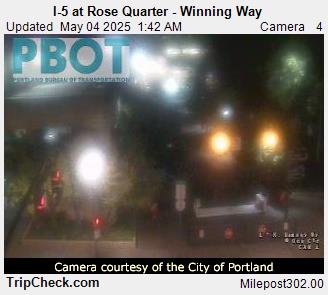 I-5 at Rose Quarter - Winning Way
Updated May 04 2025 1:42 AM Camera 4
PBOT
PORTLAND BUREAU OF TRANSPORTATION
Camera courtesy of the City of Portland
TripCheck.com Milepost302.00